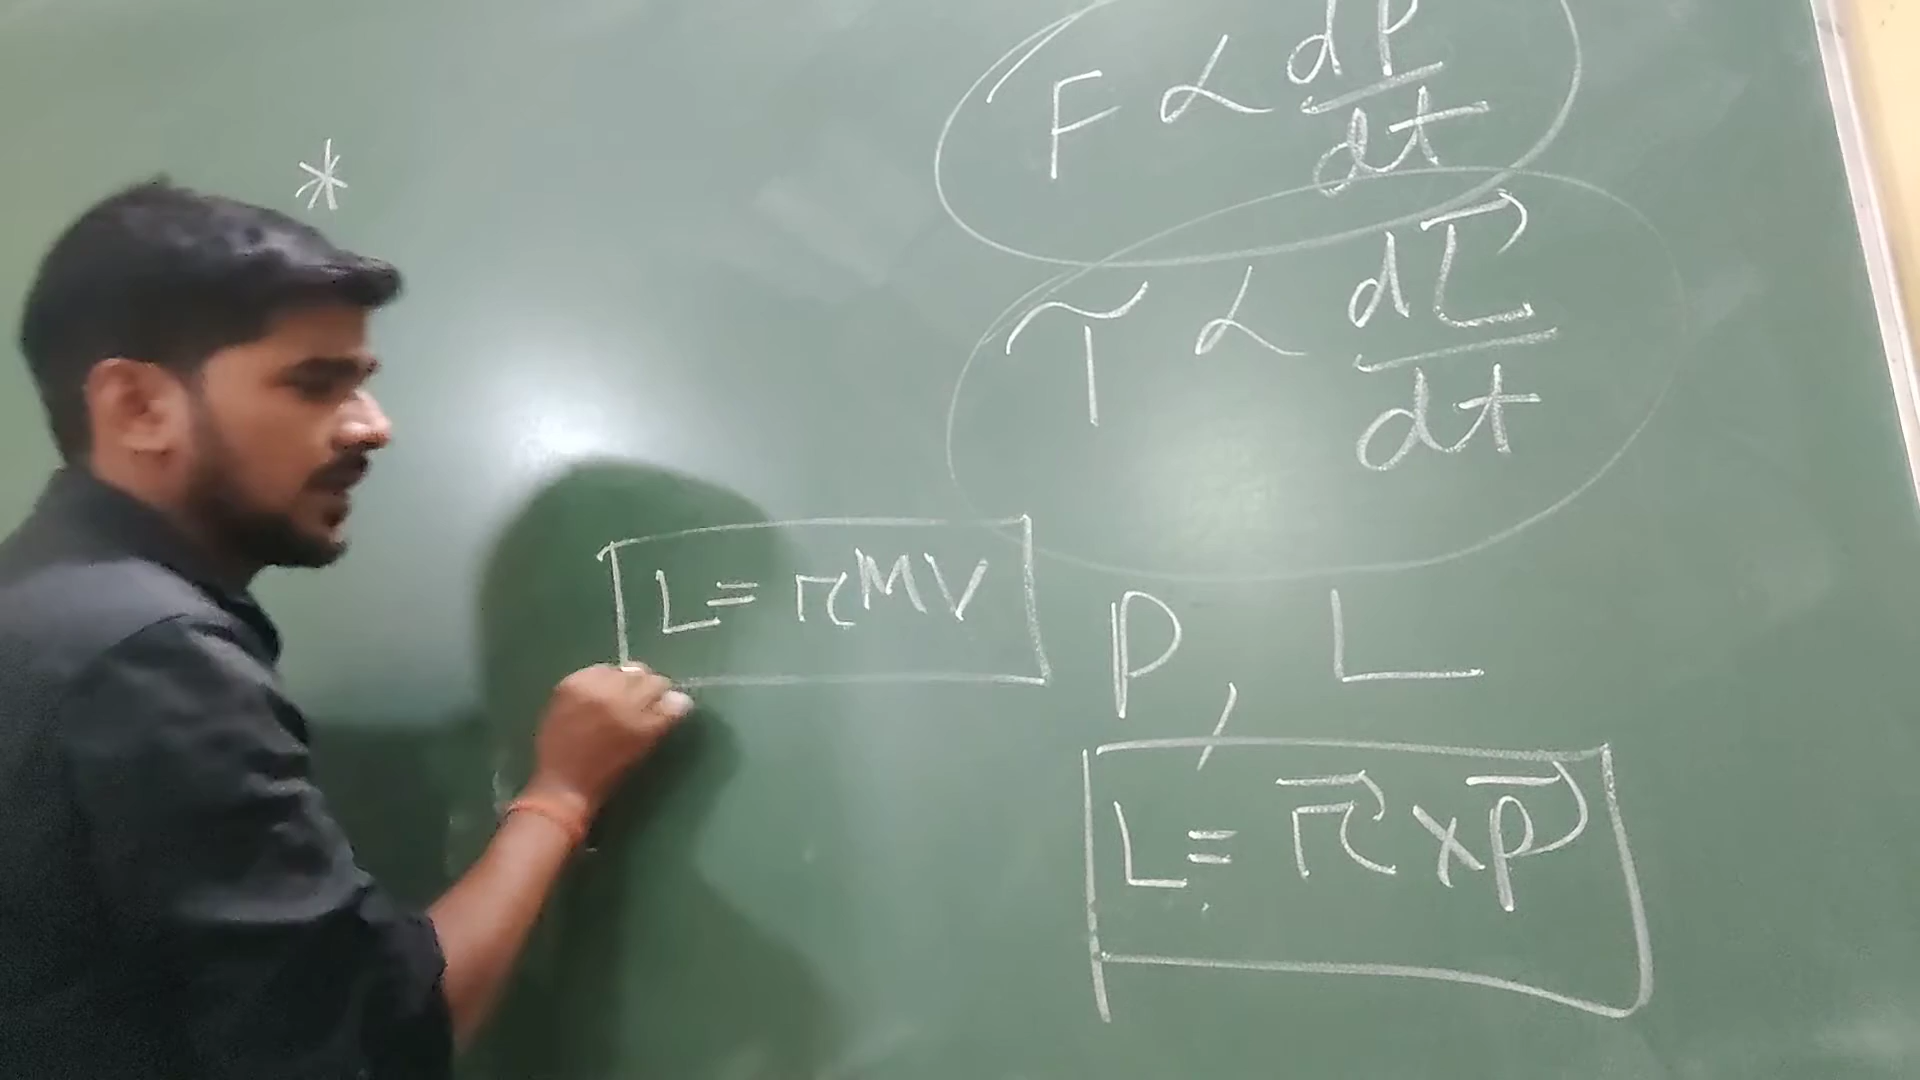 *
F ∝ dP/dt
τ ∝ dL⃗/dt
L = rMV
P, L
L = r⃗ × p⃗